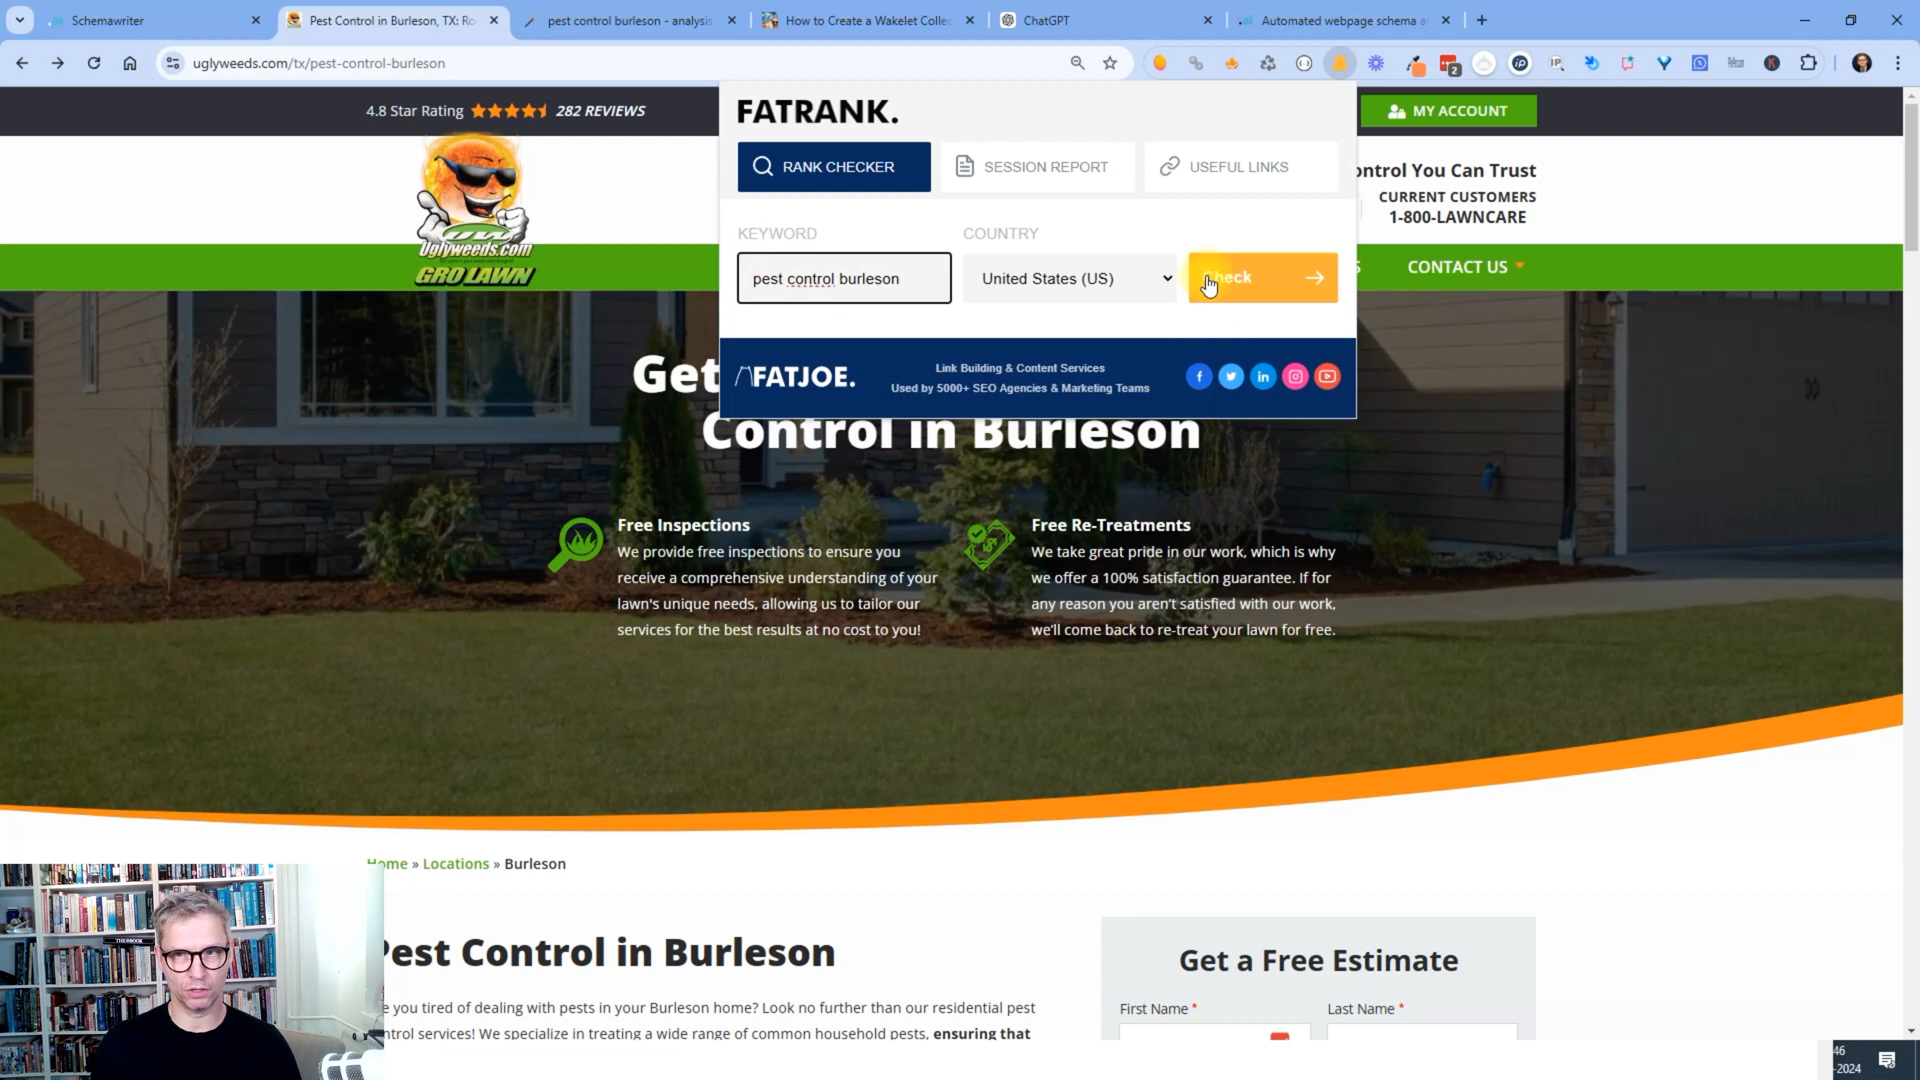 Schemawriter
Pest Control in Burleson, TX: Ro
pest control burleson - analysis
How to Create a Wakelet Collec
ChatGPT
Automated webpage schema a
uglyweeds.com/tx/pest-control-burleson
4.8 Star Rating
282 REVIEWS
MY ACCOUNT
Uglyweeds.com
GRO LAWN
ontrol You Can Trust
CURRENT CUSTOMERS
1-800-LAWNCARE
S
CONTACT US
FATRANK.
RANK CHECKER
SESSION REPORT
USEFUL LINKS
KEYWORD
COUNTRY
pest control burleson
United States (US)
Check
FATJOE.
Link Building & Content Services
Used by 5000+ SEO Agencies & Marketing Teams
Get
Control in Burleson
Free Inspections
We provide free inspections to ensure you
receive a comprehensive understanding of your
lawn's unique needs, allowing us to tailor our
services for the best results at no cost to you!
Free Re-Treatments
We take great pride in our work, which is why
we offer a 100% satisfaction guarantee. If for
any reason you aren't satisfied with our work,
we'll come back to re-treat your lawn for free.
Home » Locations » Burleson
Pest Control in Burleson
e you tired of dealing with pests in your Burleson home? Look no further than our residential pest
ntrol services! We specialize in treating a wide range of common household pests, ensuring that
Get a Free Estimate
First Name *
Last Name *
46
-2024